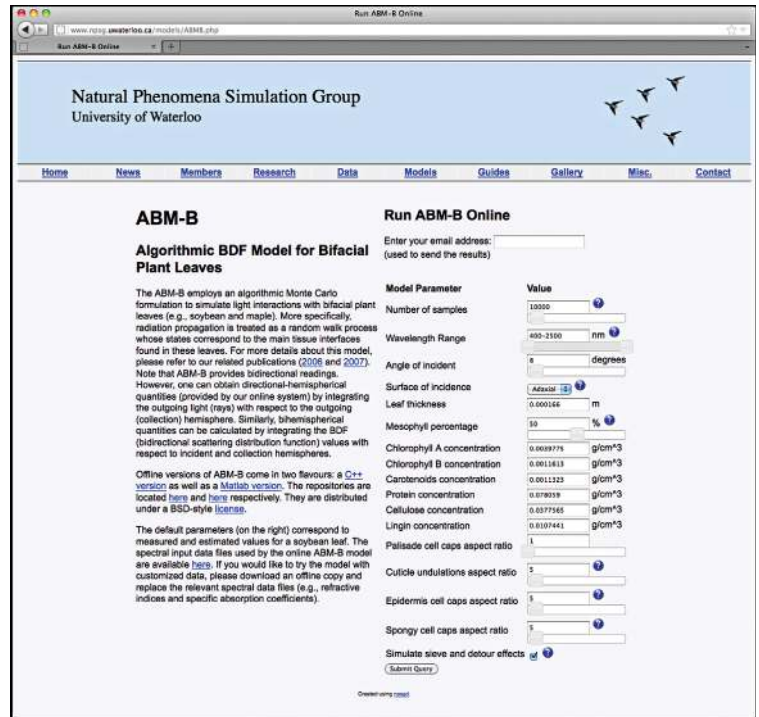 Run ABM-B Online
www.npsg.uwaterloo.ca/models/ABMB.php
Run ABM-B Online
Natural Phenomena Simulation Group
University of Waterloo
Home News Members Research Data Models Guides Gallery Misc. Contact
ABM-B
Algorithmic BDF Model for Bifacial
Plant Leaves
The ABM-B employs an algorithmic Monte Carlo
formulation to simulate light interactions with bifacial plant
leaves (e.g., soybean and maple). More specifically,
radiation propagation is treated as a random walk process
whose states correspond to the main tissue interfaces
found in these leaves. For more details about this model,
please refer to our related publications (2006 and 2007).
Note that ABM-B provides bidirectional readings.
However, one can obtain directional-hemispherical
quantities (provided by our online system) by integrating
the outgoing light (rays) with respect to the outgoing
(collection) hemisphere. Similarly, bihemispherical
quantities can be calculated by integrating the BDF
(bidirectional scattering distribution function) values with
respect to incident and collection hemispheres.
Offline versions of ABM-B come in two flavours: a C++
version as well as a Matlab version. The repositories are
located here and here respectively. They are distributed
under a BSD-style license.
The default parameters (on the right) correspond to
measured and estimated values for a soybean leaf. The
spectral input data files used by the online ABM-B model
are available here. If you would like to try the model with
customized data, please download an offline copy and
replace the relevant spectral data files (e.g., refractive
indices and specific absorption coefficients).
Run ABM-B Online
Enter your email address:
(used to send the results)
Model Parameter Value
Number of samples 10000 ?
Wavelength Range 400-2500 nm ?
Angle of incident 8 degrees
Surface of incidence Adaxial ?
Leaf thickness 0.000166 m
Mesophyll percentage 50 % ?
Chlorophyll A concentration 0.0039775 g/cm^3
Chlorophyll B concentration 0.0011613 g/cm^3
Carotenoids concentration 0.0011323 g/cm^3
Protein concentration 0.078059 g/cm^3
Cellulose concentration 0.0377565 g/cm^3
Lingin concentration 0.0107441 g/cm^3
Palisade cell caps aspect ratio 1
Cuticle undulations aspect ratio 5 ?
Epidermis cell caps aspect ratio 5 ?
Spongy cell caps aspect ratio 5 ?
Simulate sieve and detour effects ?
Submit Query
Created using